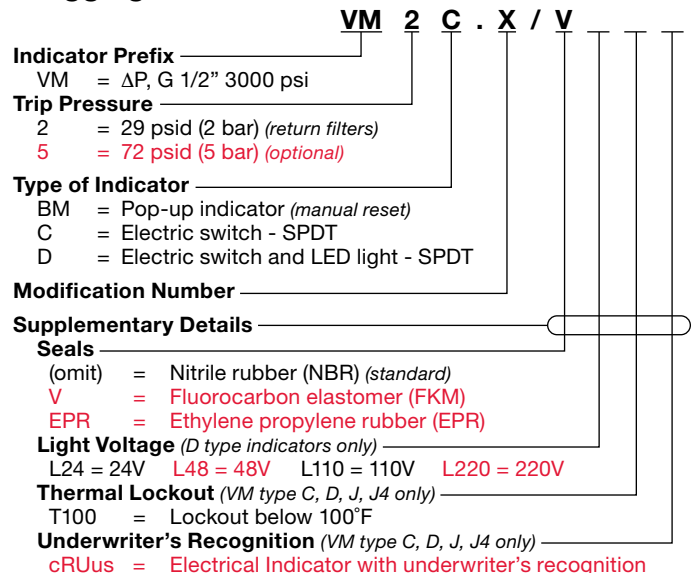 VM 2 C . X / V _ _ _
Indicator Prefix
VM = ΔP, G 1/2” 3000 psi
Trip Pressure
2 = 29 psid (2 bar) (return filters)
5 = 72 psid (5 bar) (optional)
Type of Indicator
BM = Pop-up indicator (manual reset)
C = Electric switch - SPDT
D = Electric switch and LED light - SPDT
Modification Number
Supplementary Details
Seals
(omit) = Nitrile rubber (NBR) (standard)
V = Fluorocarbon elastomer (FKM)
EPR = Ethylene propylene rubber (EPR)
Light Voltage (D type indicators only)
L24 = 24V L48 = 48V L110 = 110V L220 = 220V
Thermal Lockout (VM type C, D, J, J4 only)
T100 = Lockout below 100˚F
Underwriter’s Recognition (VM type C, D, J, J4 only)
cRUus = Electrical Indicator with underwriter’s recognition